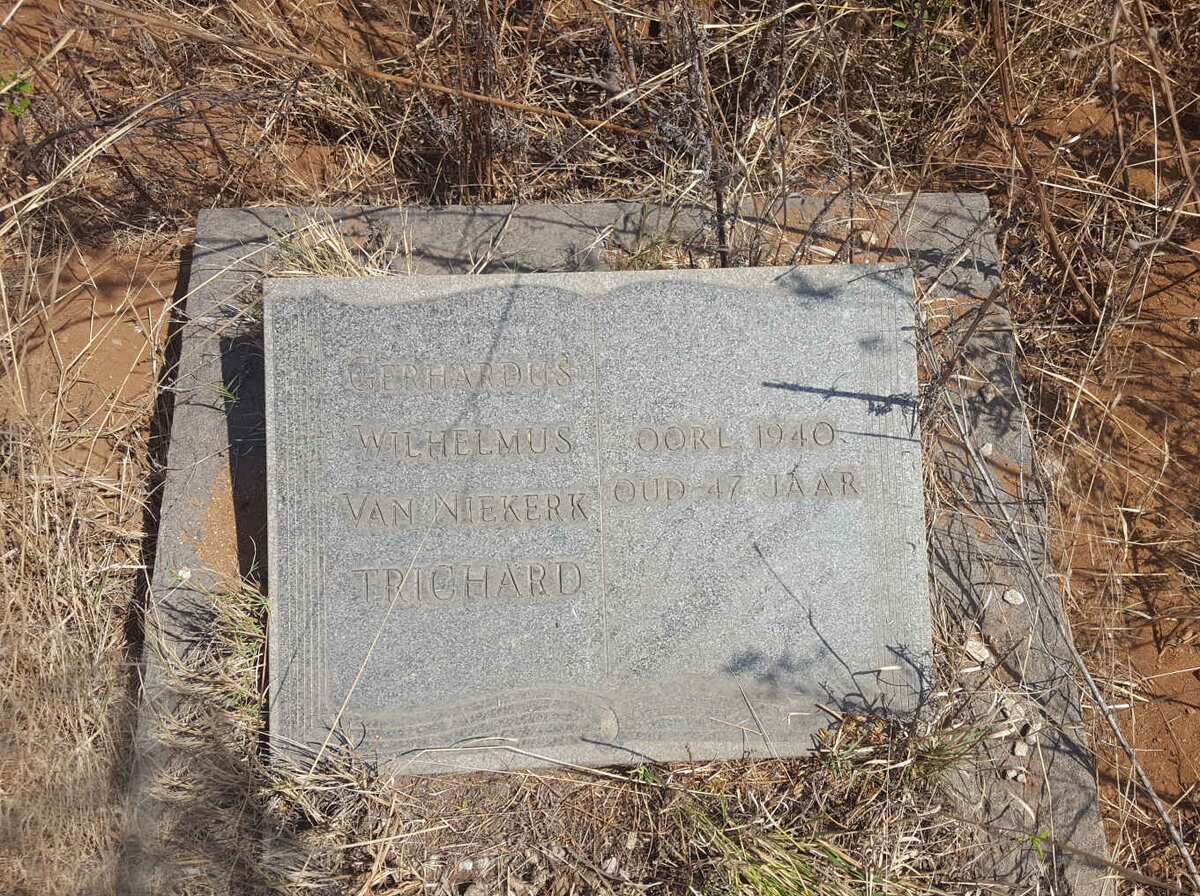 GERHARDUS
WILHELMUS
VAN NIEKERK
TRICHARD
OORL. 1940
OUD 47 JAAR